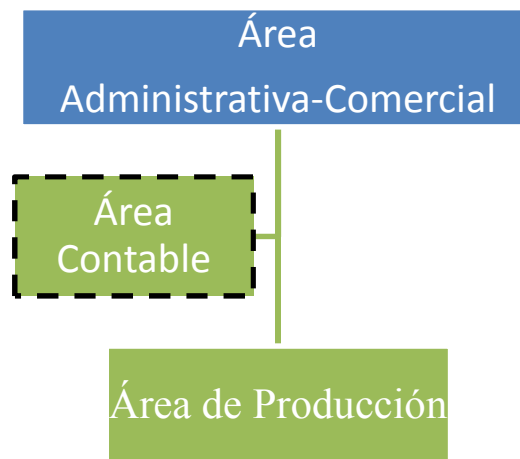 Área
Administrativa-Comercial
Área
Contable
Área de Producción